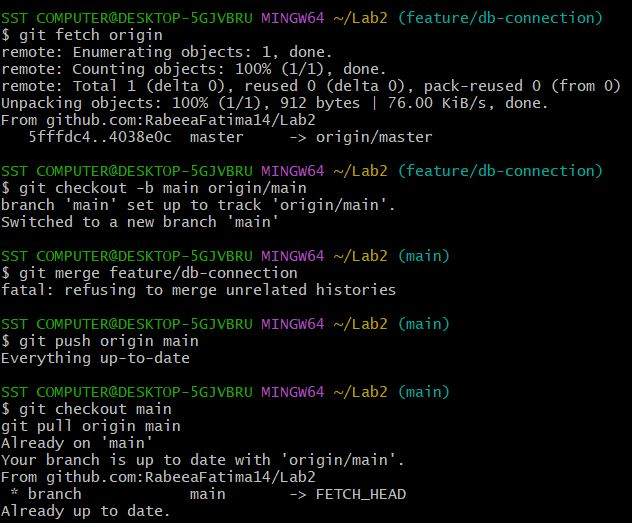 SST COMPUTER@DESKTOP-5GJVBRU MINGW64 ~/Lab2 (feature/db-connection)
$ git fetch origin
remote: Enumerating objects: 1, done.
remote: Counting objects: 100% (1/1), done.
remote: Total 1 (delta 0), reused 0 (delta 0), pack-reused 0 (from 0)
Unpacking objects: 100% (1/1), 912 bytes | 76.00 KiB/s, done.
From github.com:RabeeaFatima14/Lab2
   5fffdc4..4038e0c  master     -> origin/master

SST COMPUTER@DESKTOP-5GJVBRU MINGW64 ~/Lab2 (feature/db-connection)
$ git checkout -b main origin/main
branch 'main' set up to track 'origin/main'.
Switched to a new branch 'main'

SST COMPUTER@DESKTOP-5GJVBRU MINGW64 ~/Lab2 (main)
$ git merge feature/db-connection
fatal: refusing to merge unrelated histories

SST COMPUTER@DESKTOP-5GJVBRU MINGW64 ~/Lab2 (main)
$ git push origin main
Everything up-to-date

SST COMPUTER@DESKTOP-5GJVBRU MINGW64 ~/Lab2 (main)
$ git checkout main
git pull origin main
Already on 'main'
Your branch is up to date with 'origin/main'.
From github.com:RabeeaFatima14/Lab2
 * branch            main       -> FETCH_HEAD
Already up to date.